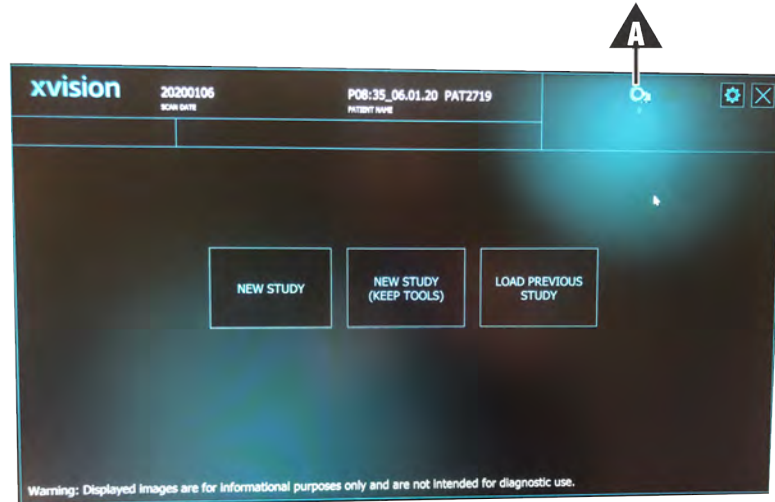 A
xvision
20200106
SCAN DATE
P08:35_06.01.20 PAT2719
PATIENT NAME
NEW STUDY
NEW STUDY
(KEEP TOOLS)
LOAD PREVIOUS
STUDY
Warning: Displayed images are for informational purposes only and are not intended for diagnostic use.